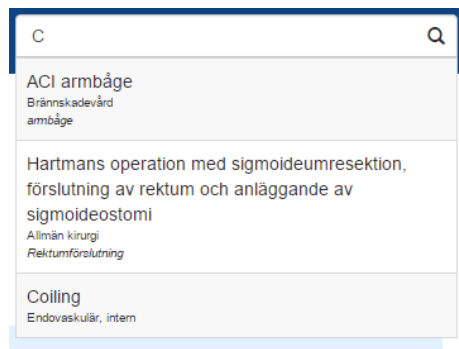 C
ACI armbåge
Brännskadevård
armbåge
Hartmans operation med sigmoideumresektion,
förslutning av rektum och anläggande av
sigmoideostomi
Allmän kirurgi
Rektumförslutning
Coiling
Endovaskulär, intern